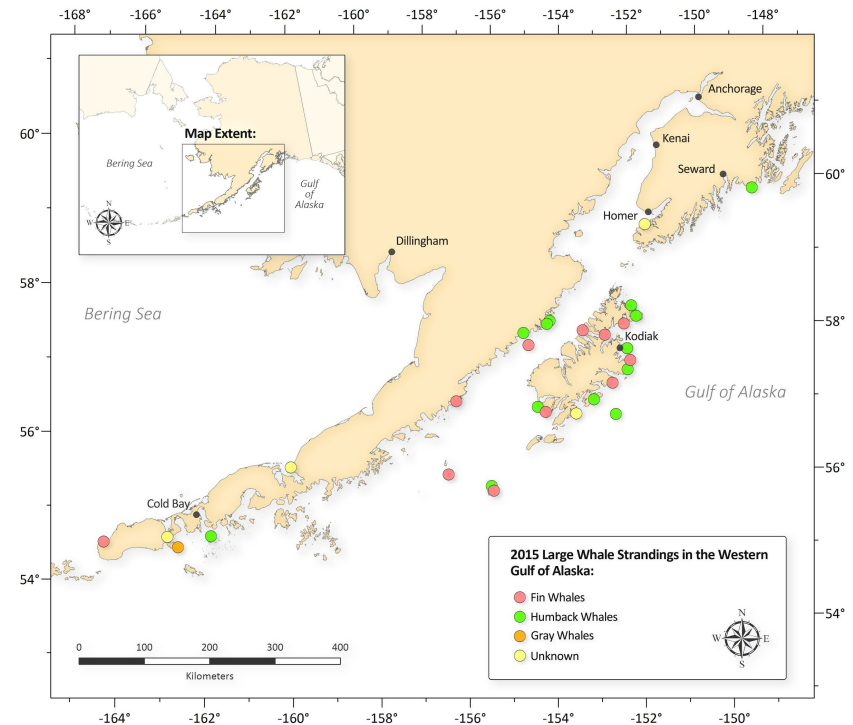 -168° -166° -164° -162° -160° -158° -156° -154° -152° -150° -148°
Anchorage
Map Extent:
60°
Kenai
Bering Sea
Seward
60°
Gulf
of
Alaska
N
W E
S
Homer
Dillingham
58°
Bering Sea
58°
Kodiak
Gulf of Alaska
56°
56°
Cold Bay
2015 Large Whale Strandings in the Western
Gulf of Alaska:
54°
Fin Whales
Humback Whales
54°
Gray Whales
Unknown
N
W E
S
0 100 200 300 400
Kilometers
-164° -162° -160° -158° -156° -154° -152° -150°